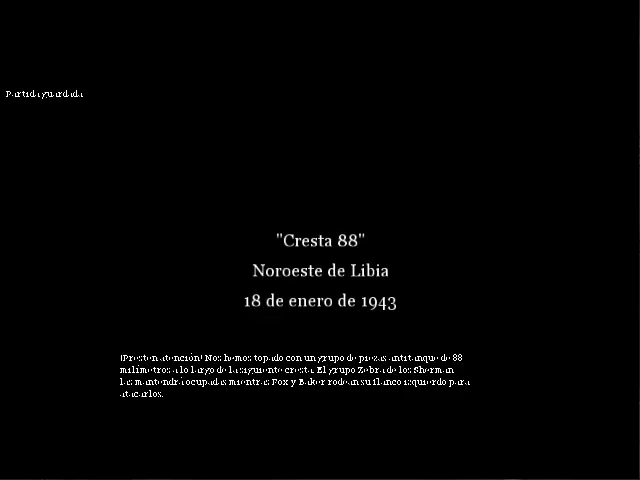 Partida guardada
"Cresta 88"
Noroeste de Libia
18 de enero de 1943
¡Presten atención! Nos hemos topado con un grupo de piezas antitanque de 88
milímetros a lo largo de la siguiente cresta. El grupo Zebra de los Sherman
las mantendrá ocupadas mientras Fox y Baker rodean su flanco izquierdo para
atacarlos.